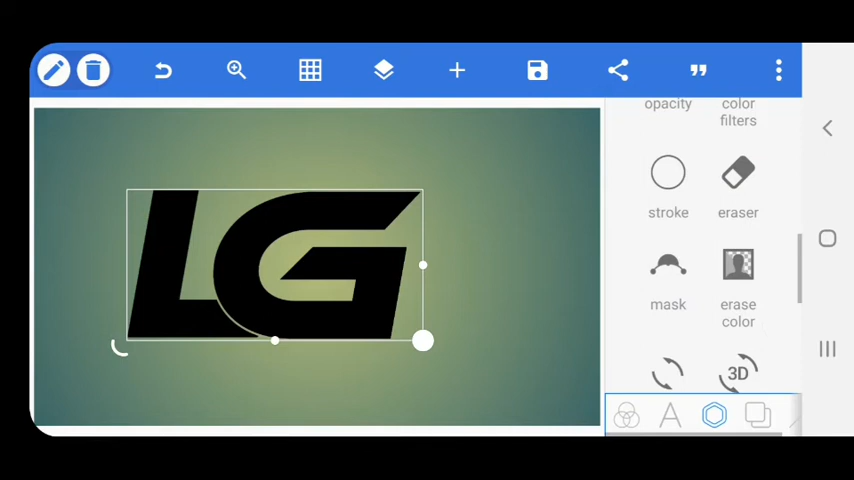 opacity
color
filters
LG
stroke
eraser
mask
erase
color
3D
A